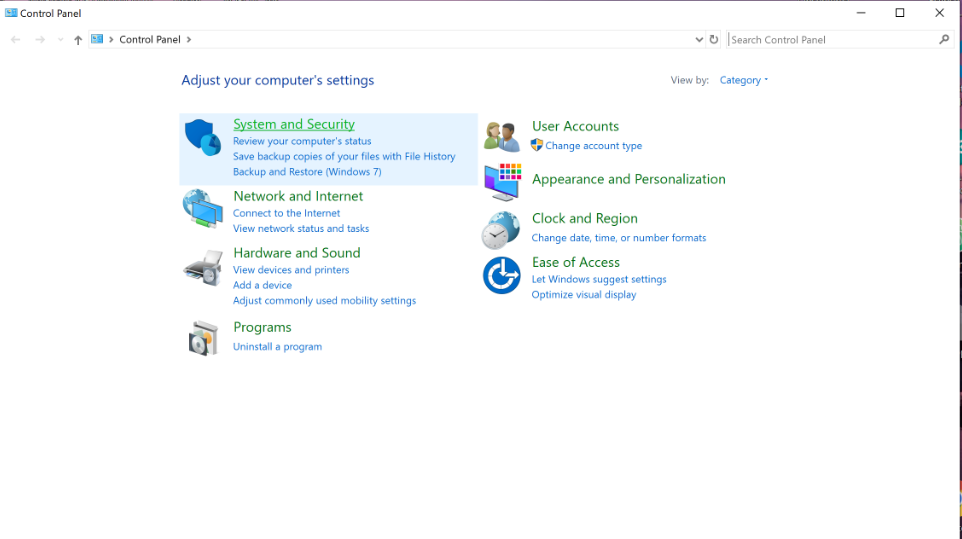 Control Panel
Control Panel
Search Control Panel
Adjust your computer's settings
View by: Category
System and Security
Review your computer's status
Save backup copies of your files with File History
Backup and Restore (Windows 7)
Network and Internet
Connect to the Internet
View network status and tasks
Hardware and Sound
View devices and printers
Add a device
Adjust commonly used mobility settings
Programs
Uninstall a program
User Accounts
Change account type
Appearance and Personalization
Clock and Region
Change date, time, or number formats
Ease of Access
Let Windows suggest settings
Optimize visual display